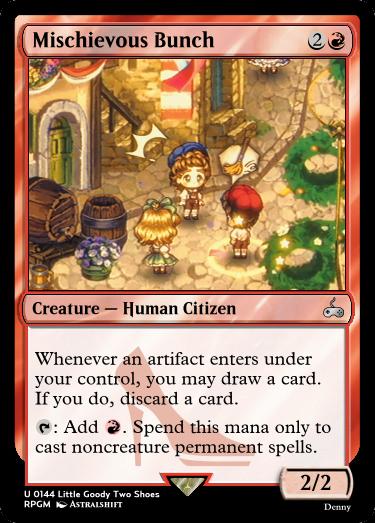 Mischievous Bunch 2
Creature — Human Citizen
Whenever an artifact enters under
your control, you may draw a card.
If you do, discard a card.
: Add . Spend this mana only to
cast noncreature permanent spells.
2/2
U 0144 Little Goody Two Shoes
RPGM Astralshift
Denny